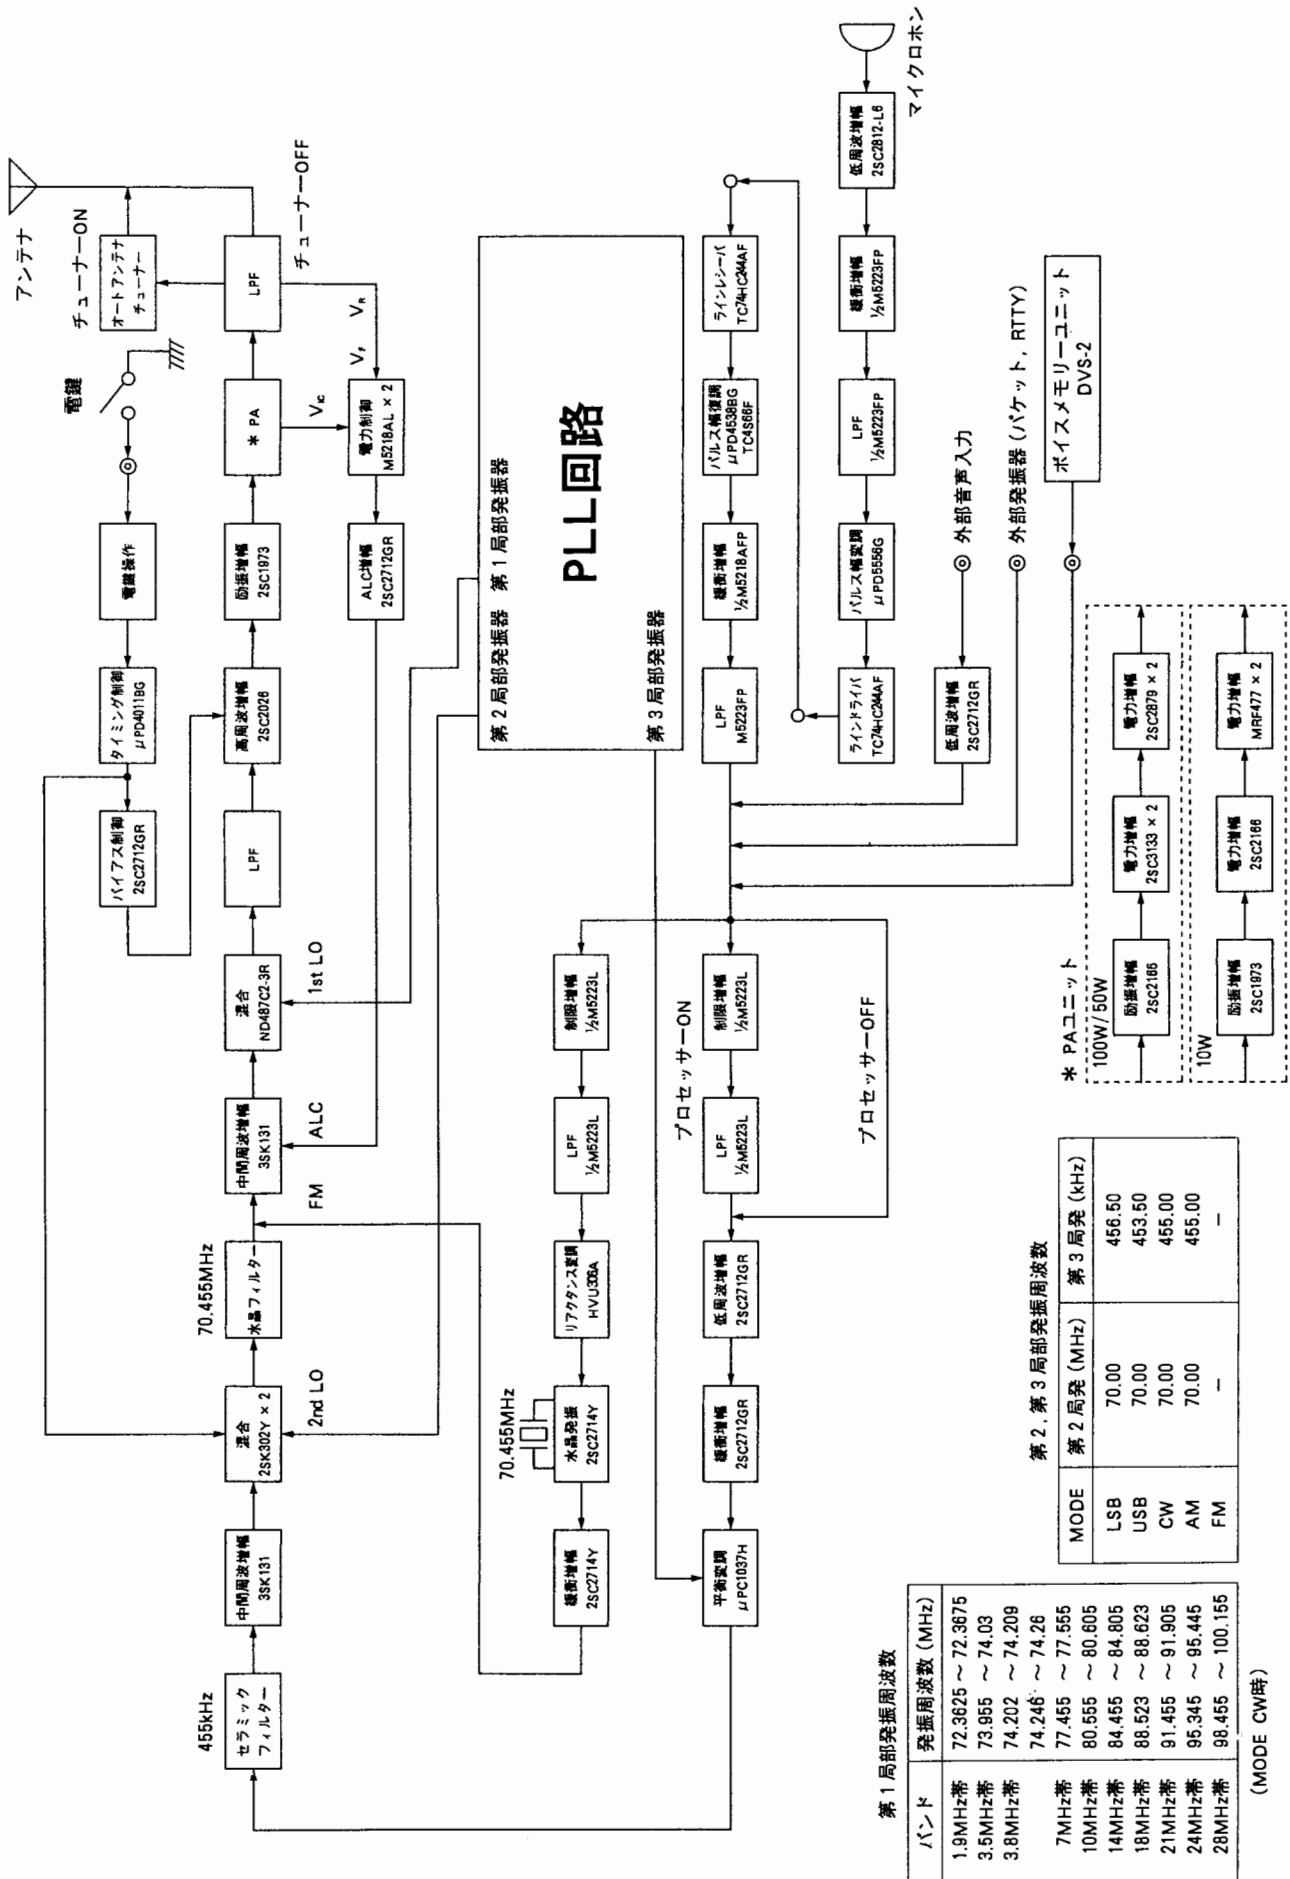 アンテナ
チューナーON
オートアンテナ
チューナー
LPF
チューナーOFF
電鍵
電鍵操作
タイミング制御
μPD4011BG
バイアス制御
2SC2712GR
455kHz
セラミック
フィルター
中間周波増幅
3SK131
混合
2SK302Y × 2
2nd LO
70.455MHz
水晶フィルター
FM
中間周波増幅
3SK131
ALC
混合
ND487C2-3R
1st LO
LPF
高周波増幅
2SC2026
励振増幅
2SC1973
* PA
VIC
Vf
VR
電力制御
M5218AL × 2
ALC増幅
2SC2712GR
第1局部発振器
第2局部発振器
第3局部発振器
PLL回路
マイクロホン
低周波増幅
2SC2812-L6
緩衝増幅
½M5223FP
LPF
½M5223FP
パルス幅変調
μPD5556G
ラインドライバ
TC74HC244AF
ラインレシーバ
TC74HC244AF
パルス幅復調
μPD4538BG
TC4S66F
緩衝増幅
½M5218AFP
LPF
M5223FP
外部音声入力
低周波増幅
2SC2712GR
外部発振器(パケット, RTTY)
ボイスメモリーユニット
DVS-2
制限増幅
½M5223L
LPF
½M5223L
リアクタンス変調
HVU306A
70.455MHz
水晶発振
2SC2714Y
緩衝増幅
2SC2714Y
プロセッサーON
制限増幅
½M5223L
LPF
½M5223L
プロセッサーOFF
低周波増幅
2SC2712GR
緩衝増幅
2SC2712GR
平衡変調
μPC1037H
* PAユニット
100W/50W
励振増幅
2SC2166
電力増幅
2SC3133 × 2
電力増幅
2SC2879 × 2
10W
励振増幅
2SC1973
電力増幅
2SC2166
電力増幅
MRF477 × 2
第1局部発振周波数
バンド 発振周波数(MHz)
1.9MHz帯 72.3625 ～ 72.3675
3.5MHz帯 73.955 ～ 74.03
3.8MHz帯 74.202 ～ 74.209
74.246 ～ 74.26
7MHz帯 77.455 ～ 77.555
10MHz帯 80.555 ～ 80.605
14MHz帯 84.455 ～ 84.805
18MHz帯 88.523 ～ 88.623
21MHz帯 91.455 ～ 91.905
24MHz帯 95.345 ～ 95.445
28MHz帯 98.455 ～ 100.155
(MODE CW時)
第2, 第3局部発振周波数
MODE 第2局発(MHz) 第3局発(kHz)
LSB 70.00 456.50
USB 70.00 453.50
CW 70.00 455.00
AM 70.00 455.00
FM － －